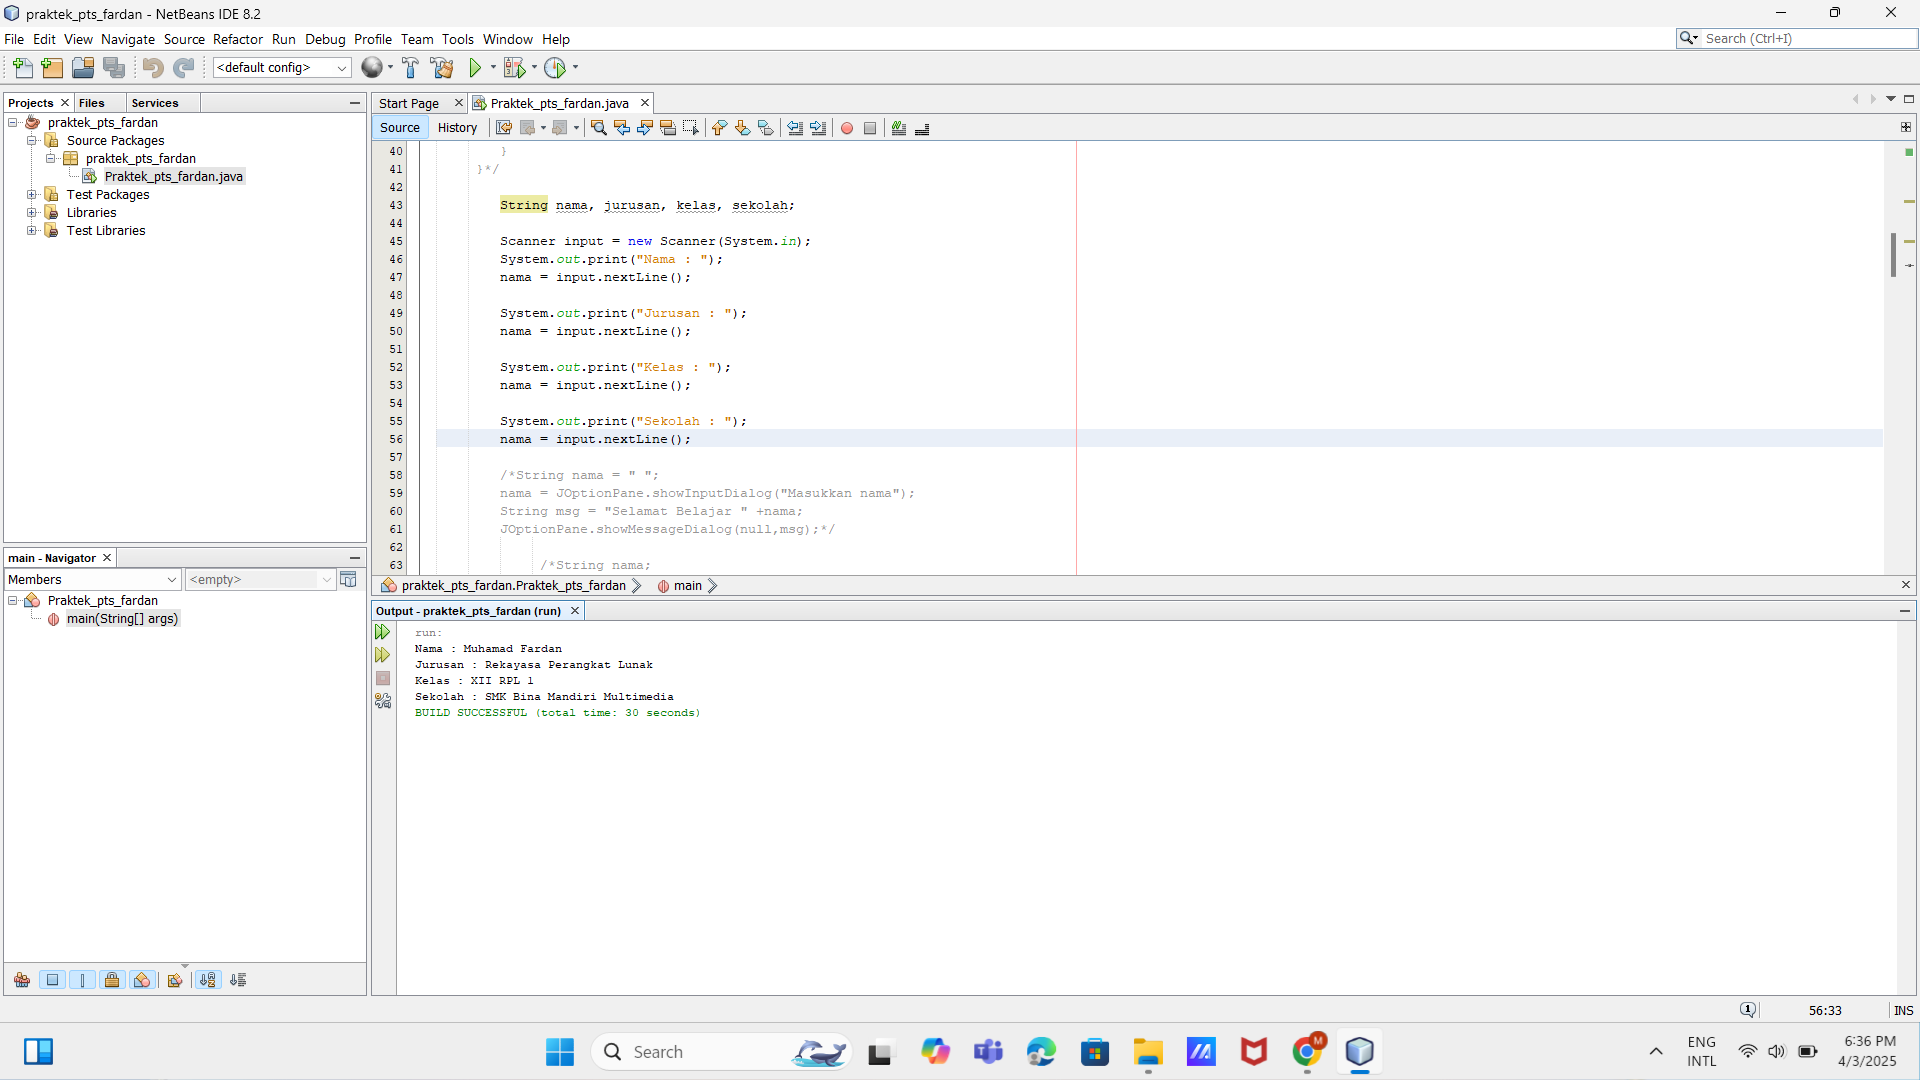 praktek_pts_fardan - NetBeans IDE 8.2
File Edit View Navigate Source Refactor Run Debug Profile Team Tools Window Help
Search (Ctrl+I)
<default config>
Projects Files Services
praktek_pts_fardan
Source Packages
praktek_pts_fardan
Praktek_pts_fardan.java
Test Packages
Libraries
Test Libraries
Start Page Praktek_pts_fardan.java
Source History
40 }
41 }*/
42
43 String nama, jurusan, kelas, sekolah;
44
45 Scanner input = new Scanner(System.in);
46 System.out.print("Nama : ");
47 nama = input.nextLine();
48
49 System.out.print("Jurusan : ");
50 nama = input.nextLine();
51
52 System.out.print("Kelas : ");
53 nama = input.nextLine();
54
55 System.out.print("Sekolah : ");
56 nama = input.nextLine();
57
58 /*String nama = " ";
59 nama = JOptionPane.showInputDialog("Masukkan nama");
60 String msg = "Selamat Belajar " +nama;
61 JOptionPane.showMessageDialog(null,msg);*/
62
63 /*String nama;
praktek_pts_fardan.Praktek_pts_fardan main
main - Navigator
Members <empty>
Praktek_pts_fardan
main(String[] args)
Output - praktek_pts_fardan (run)
run:
Nama : Muhamad Fardan
Jurusan : Rekayasa Perangkat Lunak
Kelas : XII RPL 1
Sekolah : SMK Bina Mandiri Multimedia
BUILD SUCCESSFUL (total time: 30 seconds)
1 56:33 INS
Search
M
ENG
INTL
6:36 PM
4/3/2025